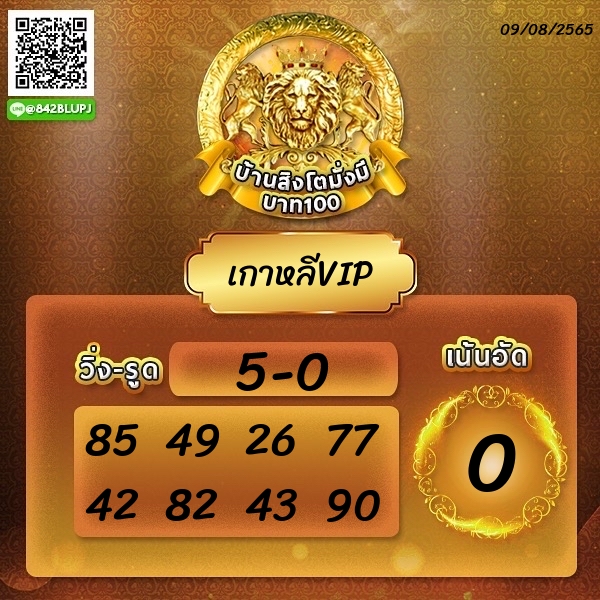 09/08/2565
LINE @842BLUPJ
บ้านสิงโตมั่งมี
บาท100
เกาหลีVIP
วิ่ง-รูด 5-0
เน้นอัด
85 49 26 77
0
42 82 43 90